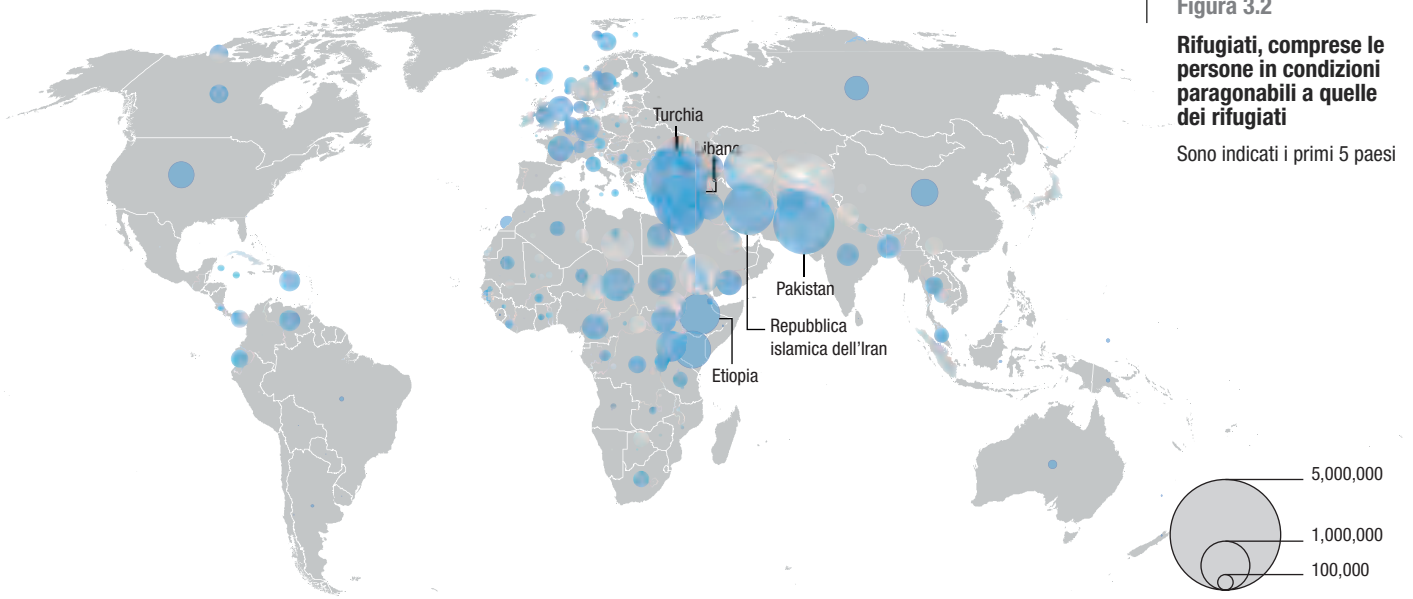 Figura 3.2
Rifugiati, comprese le
persone in condizioni
paragonabili a quelle
dei rifugiati
Sono indicati i primi 5 paesi
Turchia
Pakistan
Repubblica
islamica dell'Iran
Etiopia
5,000,000
1,000,000
100,000